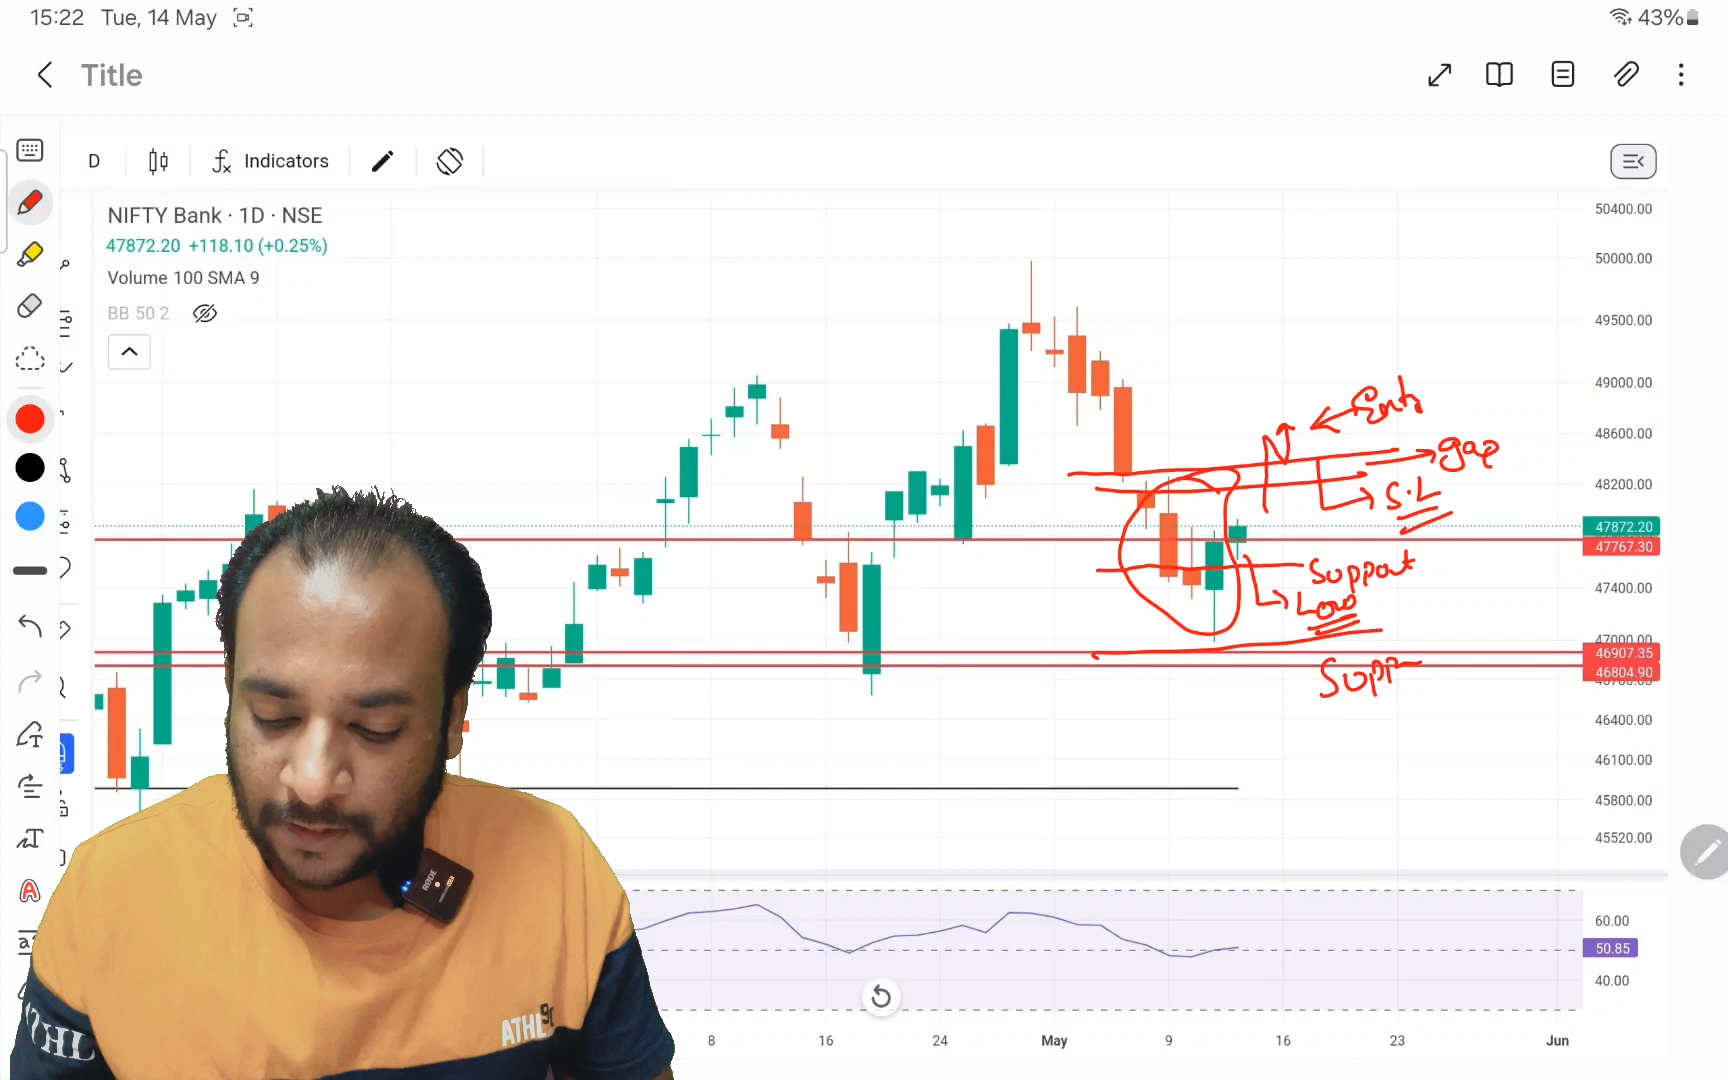 15:22 Tue, 14 May 43%
Title
D Indicators
NIFTY Bank · 1D · NSE
47872.20 +118.10 (+0.25%)
Volume 100 SMA 9
BB 50 2
50400.00
50000.00
49500.00
49000.00
48600.00
48200.00
47872.20
47767.30
47400.00
47000.00
46907.35
46804.90
46400.00
46100.00
45800.00
45520.00
gap
S.L
Support
Low
Supp
60.00
50.85
40.00
8 16 24 May 9 16 23 Jun
RØDE
ATHL
ATHL